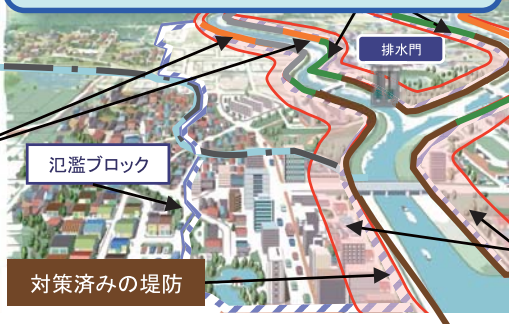 排水門
氾濫ブロック
対策済みの堤防